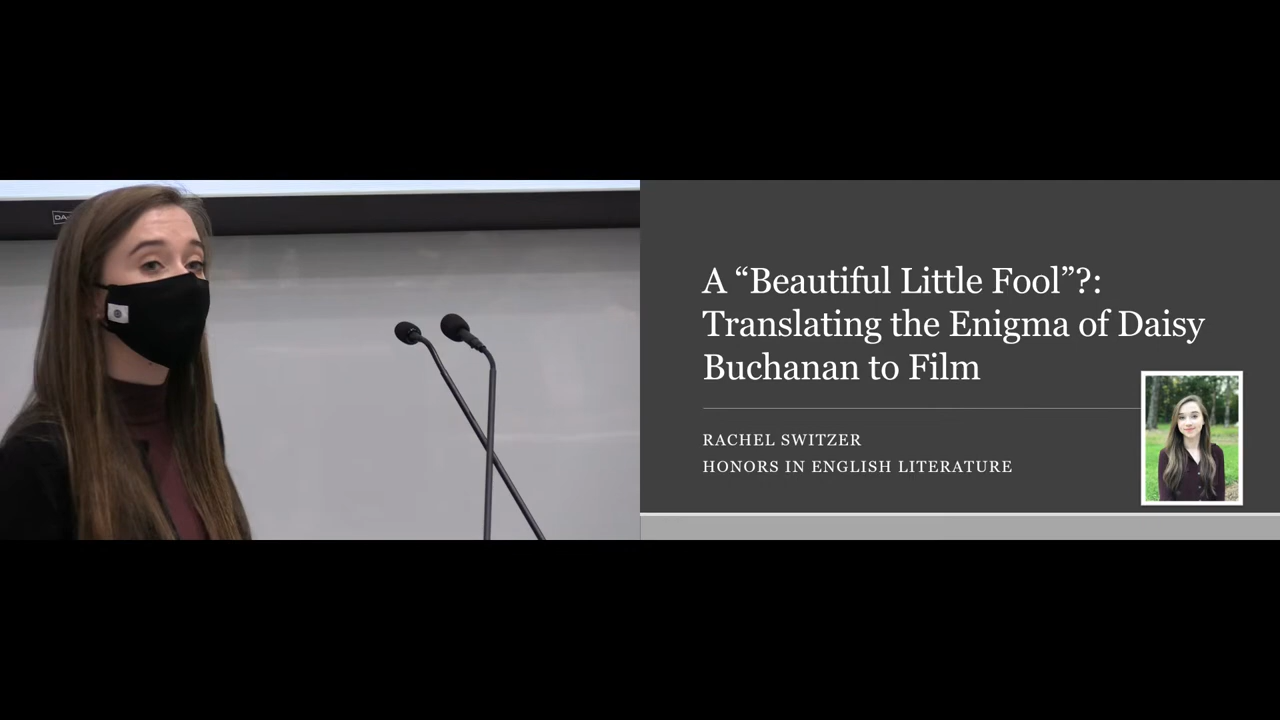 A “Beautiful Little Fool”?:
Translating the Enigma of Daisy
Buchanan to Film
RACHEL SWITZER
HONORS IN ENGLISH LITERATURE